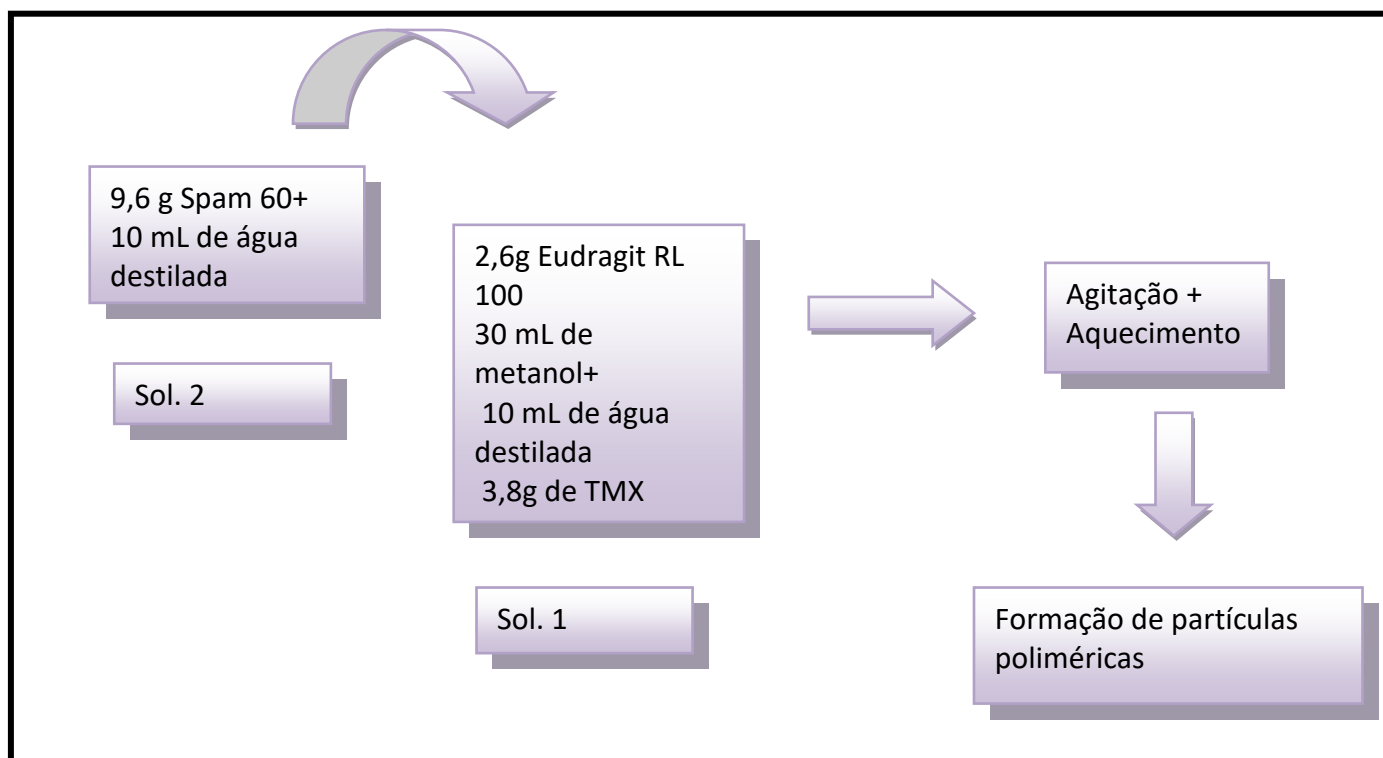 9,6 g Spam 60+
10 mL de água
destilada
Sol. 2
2,6g Eudragit RL
100
30 mL de
metanol+
10 mL de água
destilada
3,8g de TMX
Sol. 1
Agitação +
Aquecimento
Formação de partículas
poliméricas